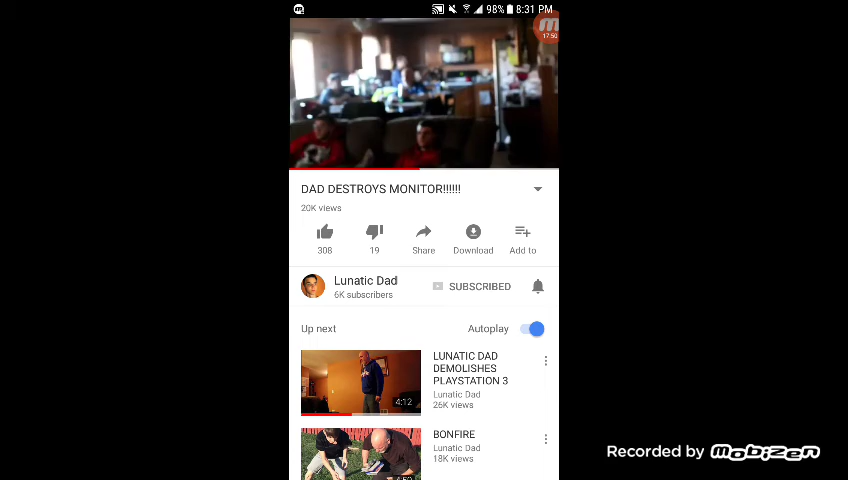 98% 8:31 PM
17:50
DAD DESTROYS MONITOR!!!!!!
20K views
308
19
Share
Download
Add to
Lunatic Dad
6K subscribers
SUBSCRIBED
Up next
Autoplay
LUNATIC DAD
DEMOLISHES
PLAYSTATION 3
Lunatic Dad
26K views
4:12
BONFIRE
Lunatic Dad
18K views
Recorded by mobizen